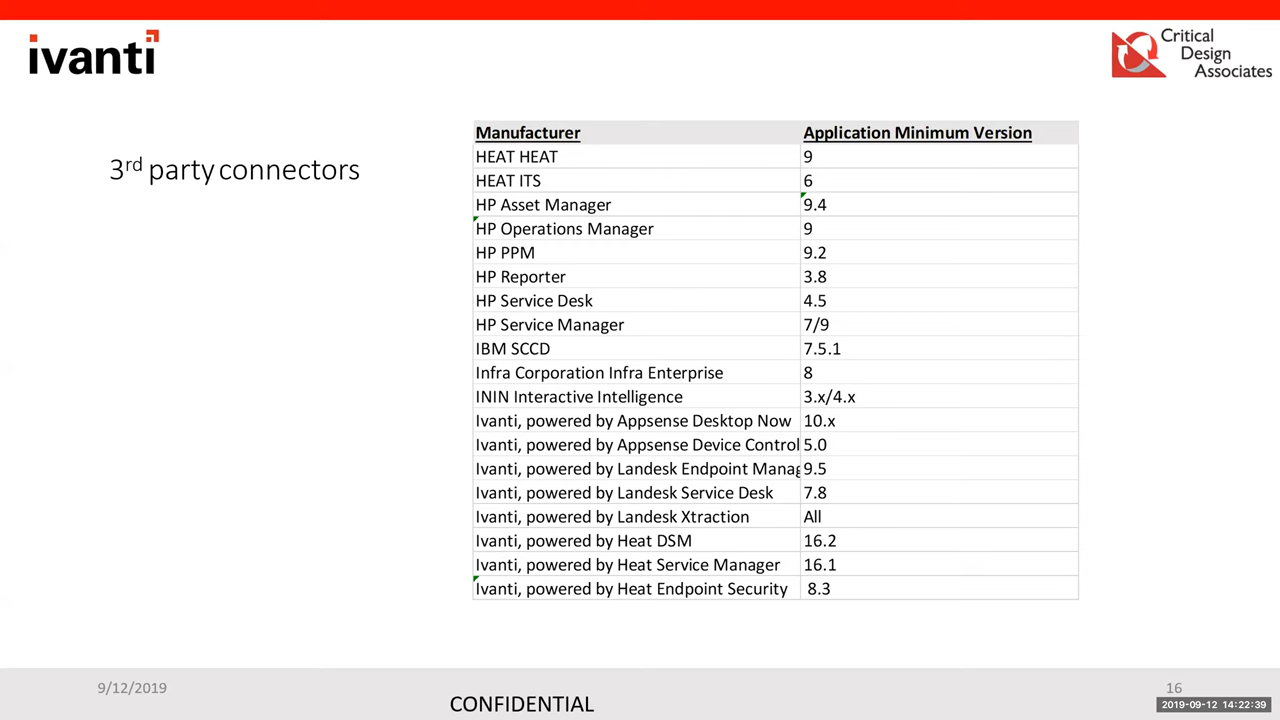 ivanti
Critical
Design
Associates
3rd party connectors
Manufacturer Application Minimum Version
HEAT HEAT 9
HEAT ITS 6
HP Asset Manager 9.4
HP Operations Manager 9
HP PPM 9.2
HP Reporter 3.8
HP Service Desk 4.5
HP Service Manager 7/9
IBM SCCD 7.5.1
Infra Corporation Infra Enterprise 8
ININ Interactive Intelligence 3.x/4.x
Ivanti, powered by Appsense Desktop Now 10.x
Ivanti, powered by Appsense Device Control 5.0
Ivanti, powered by Landesk Endpoint Manag 9.5
Ivanti, powered by Landesk Service Desk 7.8
Ivanti, powered by Landesk Xtraction All
Ivanti, powered by Heat DSM 16.2
Ivanti, powered by Heat Service Manager 16.1
Ivanti, powered by Heat Endpoint Security 8.3
9/12/2019
CONFIDENTIAL
16
2019-09-12 14:22:39